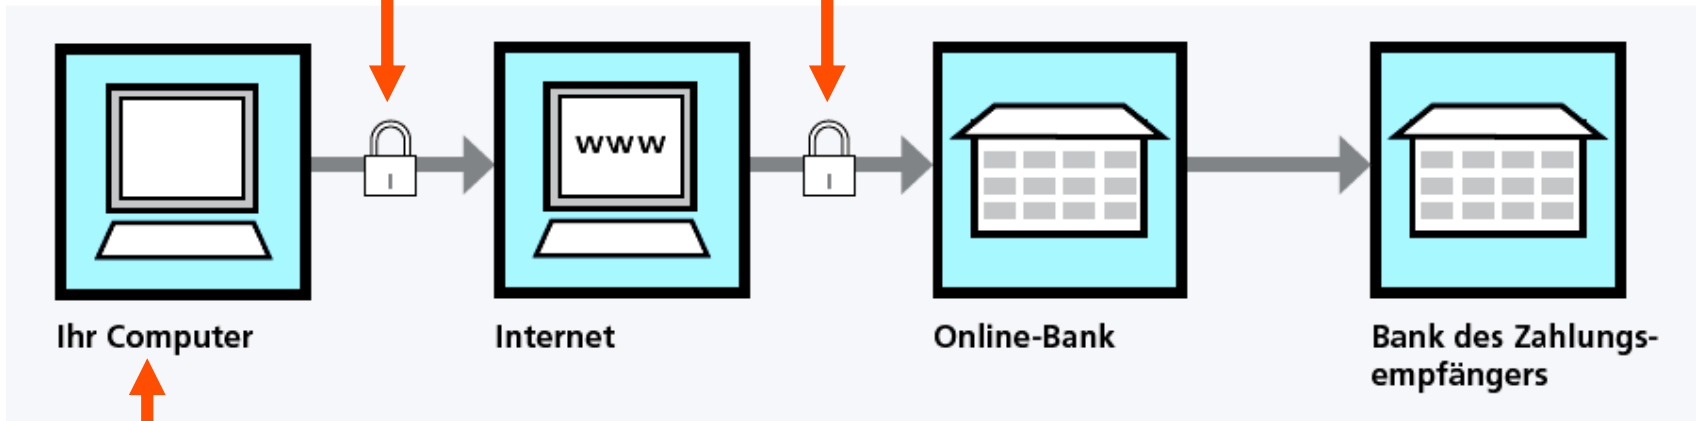 www
Ihr Computer
Internet
Online-Bank
Bank des Zahlungs-
empfängers